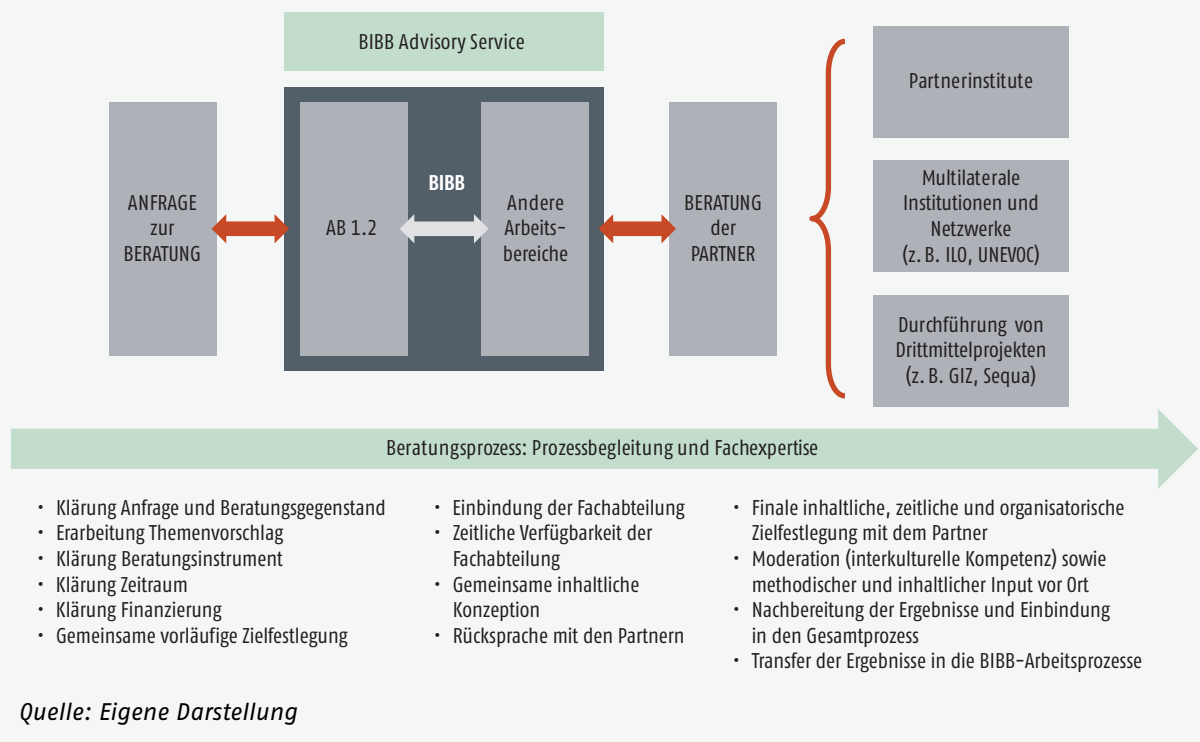 BIBB Advisory Service
ANFRAGE
zur
BERATUNG
AB 1.2
BIBB
Andere
Arbeits-
bereiche
BERATUNG
der
PARTNER
Partnerinstitute
Multilaterale
Institutionen und
Netzwerke
(z. B. ILO, UNEVOC)
Durchführung von
Drittmittelprojekten
(z. B. GIZ, Sequa)
Beratungsprozess: Prozessbegleitung und Fachexpertise
• Klärung Anfrage und Beratungsgegenstand
• Erarbeitung Themenvorschlag
• Klärung Beratungsinstrument
• Klärung Zeitraum
• Klärung Finanzierung
• Gemeinsame vorläufige Zielfestlegung
• Einbindung der Fachabteilung
• Zeitliche Verfügbarkeit der
Fachabteilung
• Gemeinsame inhaltliche
Konzeption
• Rücksprache mit den Partnern
• Finale inhaltliche, zeitliche und organisatorische
Zielfestlegung mit dem Partner
• Moderation (interkulturelle Kompetenz) sowie
methodischer und inhaltlicher Input vor Ort
• Nachbereitung der Ergebnisse und Einbindung
in den Gesamtprozess
• Transfer der Ergebnisse in die BIBB-Arbeitsprozesse
Quelle: Eigene Darstellung